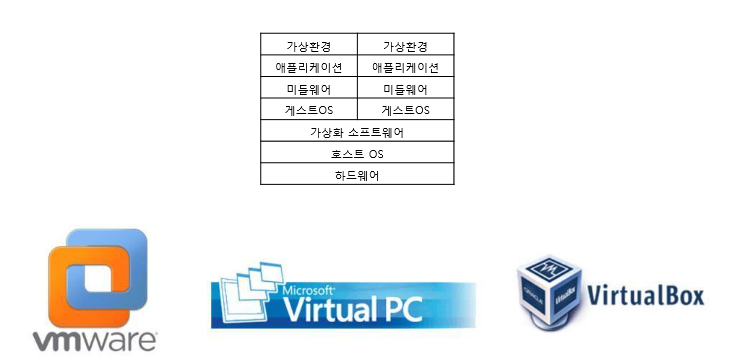 가상환경 가상환경
애플리케이션 애플리케이션
미들웨어 미들웨어
게스트OS 게스트OS
가상화 소프트웨어
호스트 OS
하드웨어
vmware
Microsoft
Virtual PC
ORACLE
VirtualBox
VirtualBox